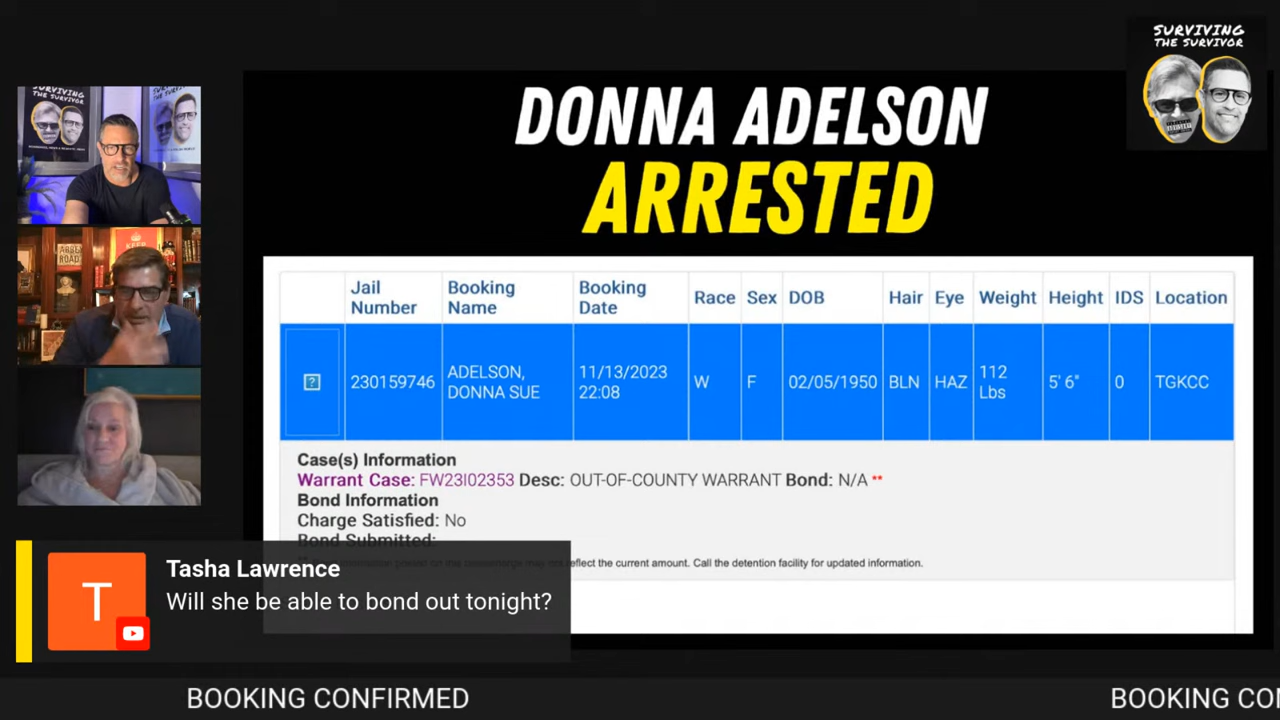 SURVIVING
THE SURVIVOR
DONNA ADELSON
ARRESTED
Jail Number
Booking Name
Booking Date
Race
Sex
DOB
Hair
Eye
Weight
Height
IDS
Location
230159746
ADELSON,
DONNA SUE
11/13/2023
22:08
W
F
02/05/1950
BLN
HAZ
112
Lbs
5' 6"
0
TGKCC
Case(s) Information
Warrant Case: FW23I02353 Desc: OUT-OF-COUNTY WARRANT Bond: N/A **
Bond Information
Charge Satisfied: No
Bond Submitted:
not reflect the current amount. Call the detention facility for updated information.
T
Tasha Lawrence
Will she be able to bond out tonight?
BOOKING CONFIRMED
BOOKING CON